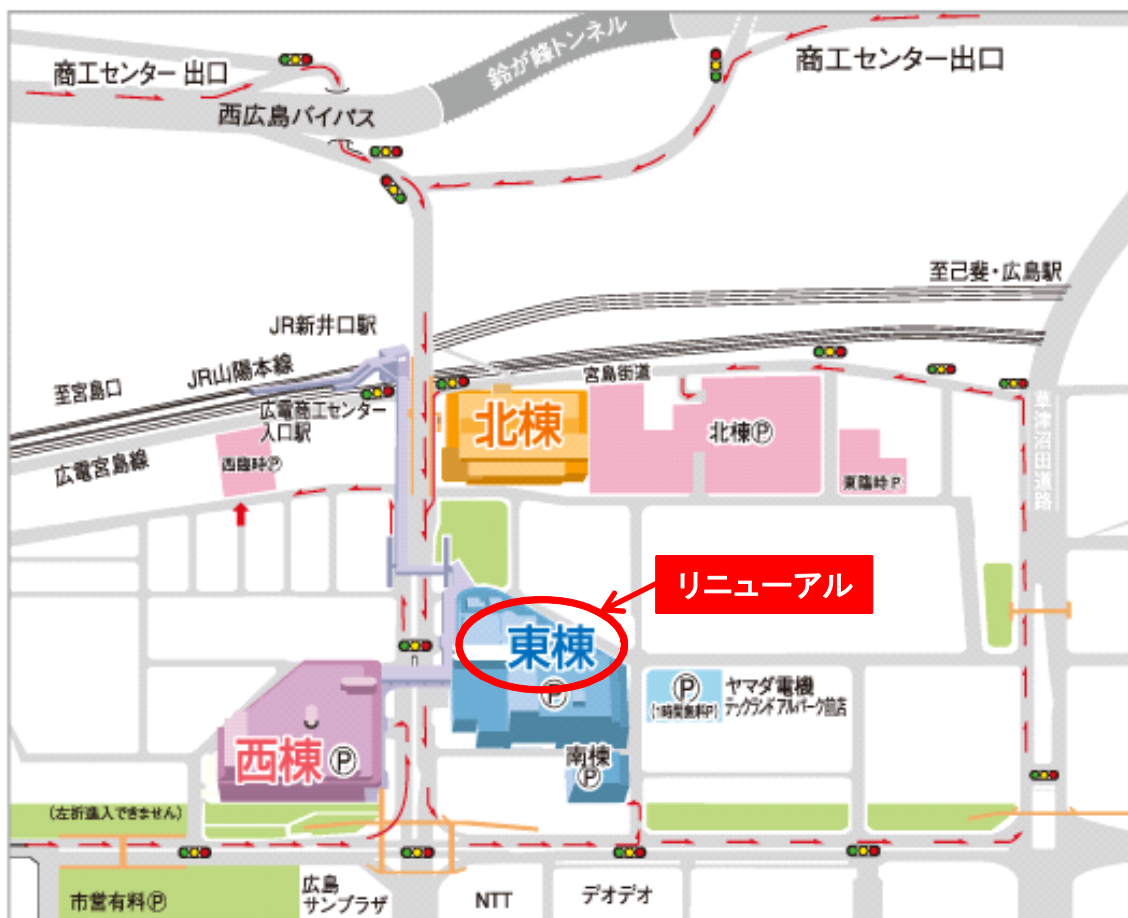 鈴が峰トンネル
商工センター 出口
商工センター出口
西広島バイパス
至己斐・広島駅
JR新井口駅
JR山陽本線
至宮島口
宮島街道
広電商工センター
入口駅
北棟
北棟Ⓟ
草津沼田道路
広電宮島線
西臨時Ⓟ
東臨時P
リニューアル
東棟
Ⓟ
Ⓟ
(1時間無料P)
ヤマダ電機
テックランドアルパーク前店
西棟Ⓟ
南棟
Ⓟ
(左折進入できません)
市営有料Ⓟ
広島
サンプラザ
NTT
デオデオ